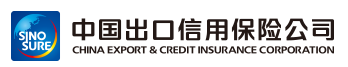 SINO
SURE
中国出口信用保险公司
CHINA EXPORT & CREDIT INSURANCE CORPORATION